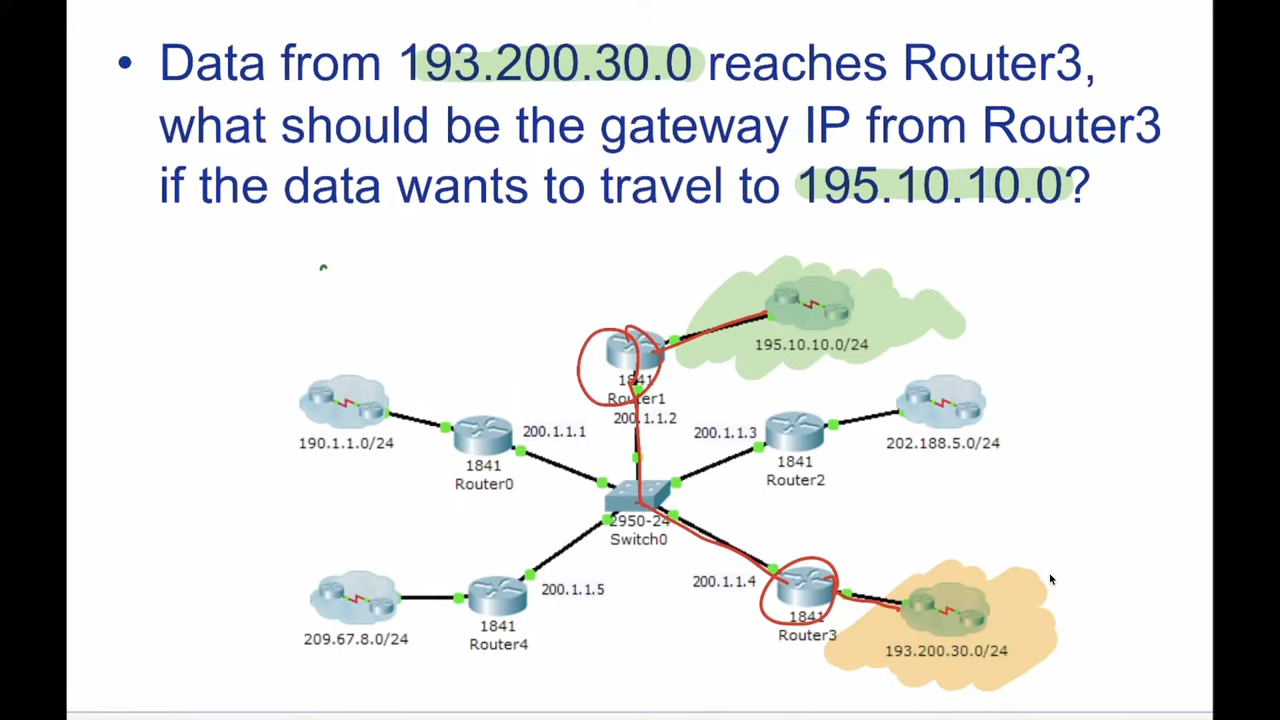 • Data from 193.200.30.0 reaches Router3,
what should be the gateway IP from Router3
if the data wants to travel to 195.10.10.0?
195.10.10.0/24
1841
Router1
200.1.1.2
190.1.1.0/24
200.1.1.1
1841
Router0
200.1.1.3
1841
Router2
202.188.5.0/24
2950-24
Switch0
200.1.1.5
1841
Router4
209.67.8.0/24
200.1.1.4
1841
Router3
193.200.30.0/24